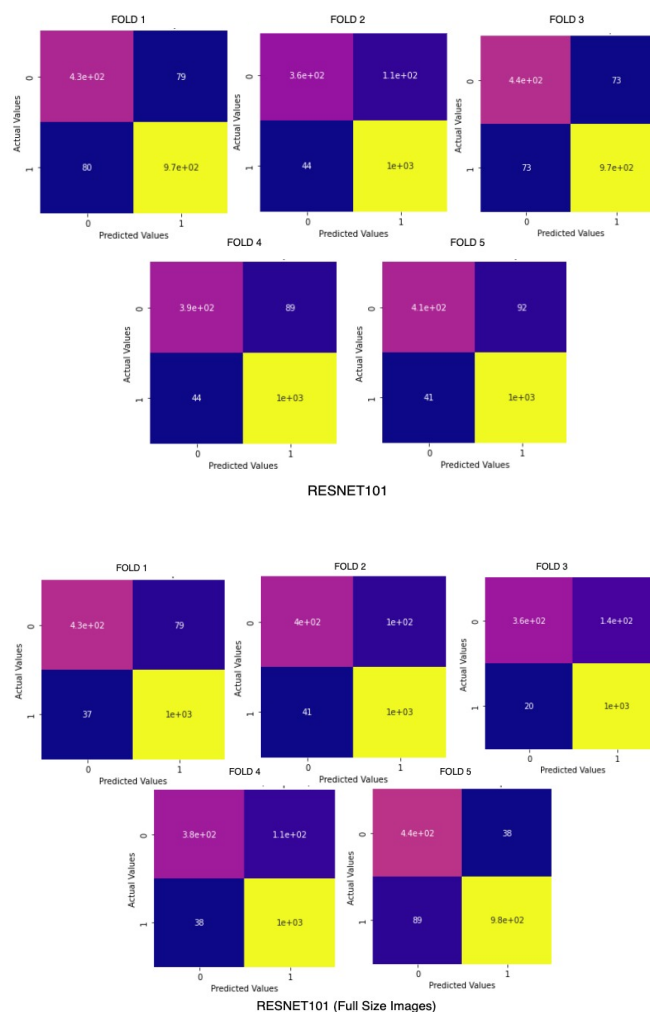 FOLD 1
FOLD 2
FOLD 3
Actual Values
0
1
4.3e+02
79
80
9.7e+02
0
1
Predicted Values
Actual Values
0
1
3.6e+02
1.1e+02
44
1e+03
0
1
Predicted Values
Actual Values
0
1
4.4e+02
73
73
9.7e+02
0
1
Predicted Values
FOLD 4
FOLD 5
Actual Values
0
1
3.9e+02
89
44
1e+03
0
1
Predicted Values
Actual Values
0
1
4.1e+02
92
41
1e+03
0
1
Predicted Values
RESNET101
FOLD 1
FOLD 2
FOLD 3
Actual Values
0
1
4.3e+02
79
37
1e+03
0
1
Predicted Values
Actual Values
0
1
4e+02
1e+02
41
1e+03
0
1
Predicted Values
Actual Values
0
1
3.6e+02
1.4e+02
20
1e+03
0
1
Predicted Values
FOLD 4
FOLD 5
Actual Values
0
1
3.8e+02
1.1e+02
38
1e+03
0
1
Predicted Values
Actual Values
0
1
4.4e+02
38
89
9.8e+02
0
1
Predicted Values
RESNET101 (Full Size Images)